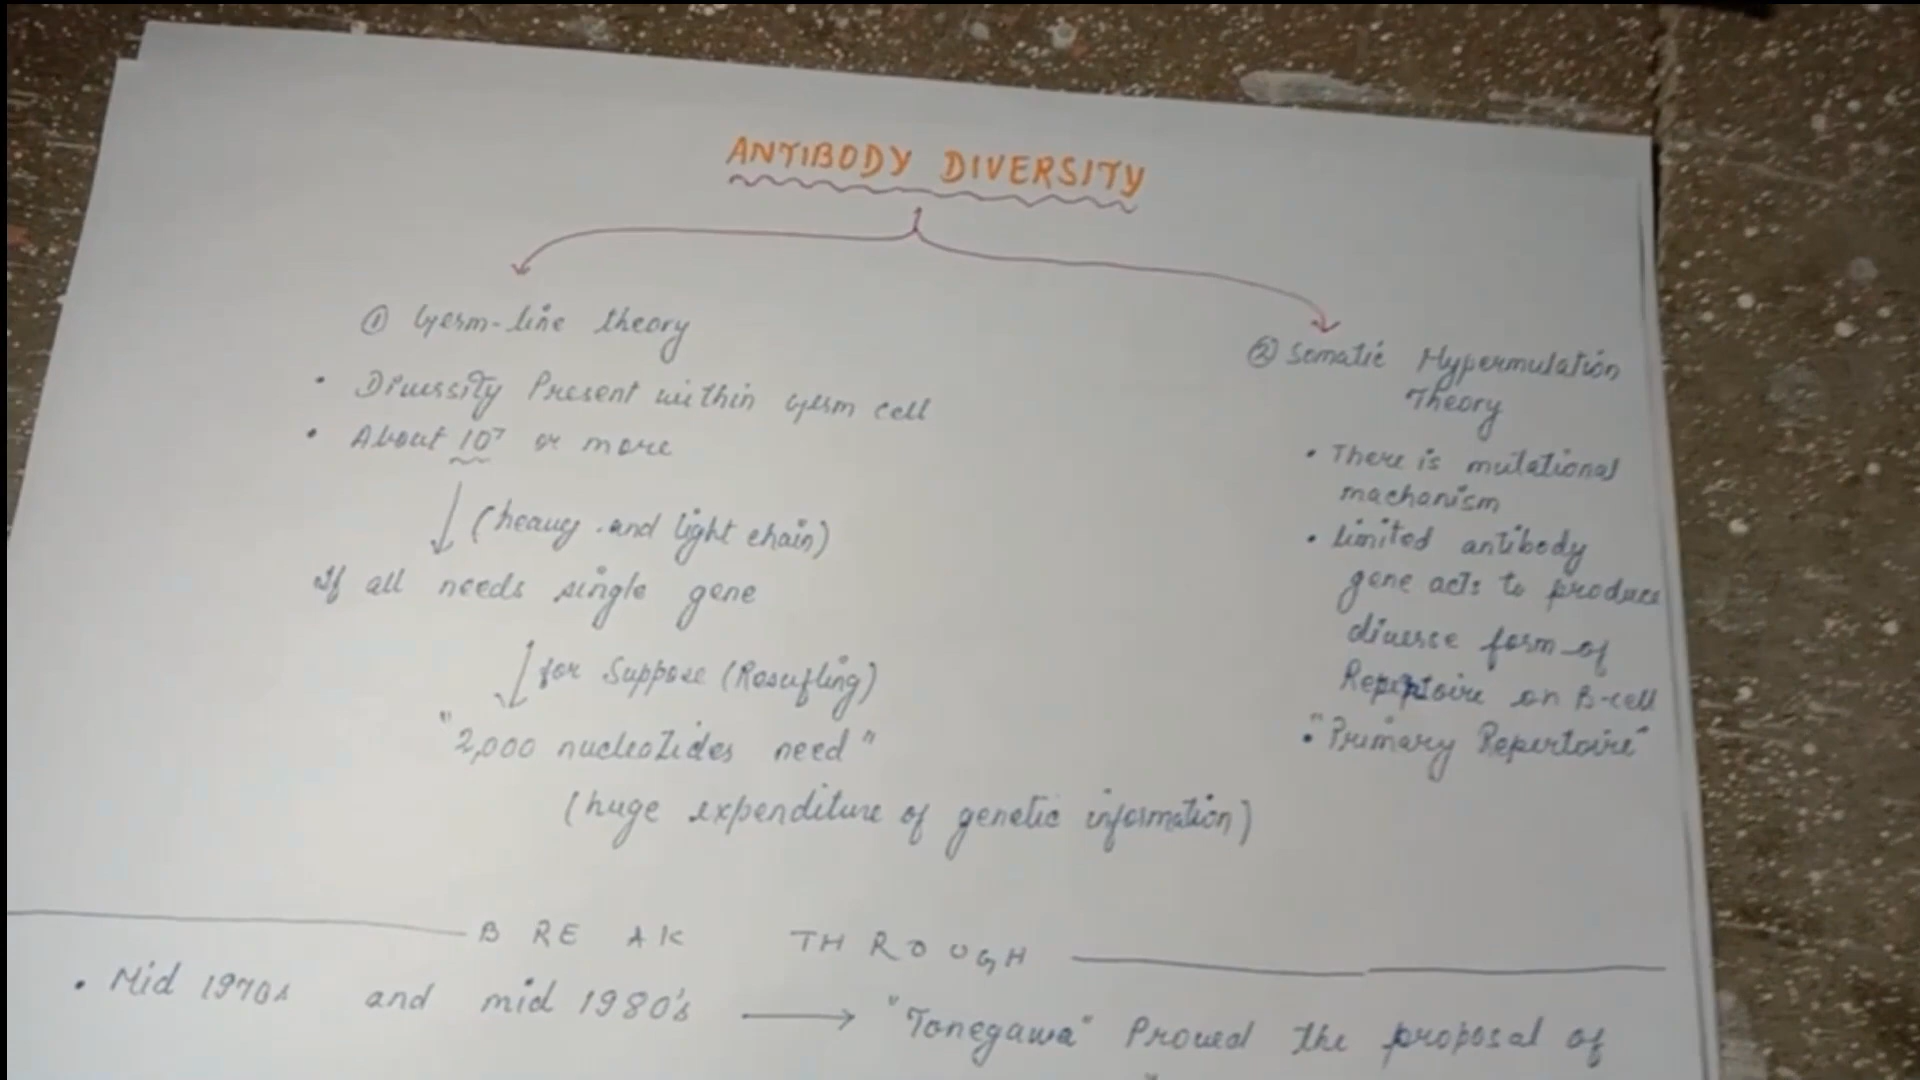 ANTIBODY DIVERSITY
① Germ-line theory
• Diversity Present within Germ cell
• About 10⁷ or more
(heavy and light chain)
If all needs single gene
for Suppose (Resufling)
"2,000 nucleotides need"
(huge expenditure of genetic information)
② Somatic Hypermutation
Theory
• There is mutational
machanism
• limited antibody
gene acts to produce
diverse form of
Repertoire on B-cell
• "Primary Repertoire"
BREAK THROUGH
• Mid 1970s and mid 1980's → "Tonegawa" Proved the proposal of